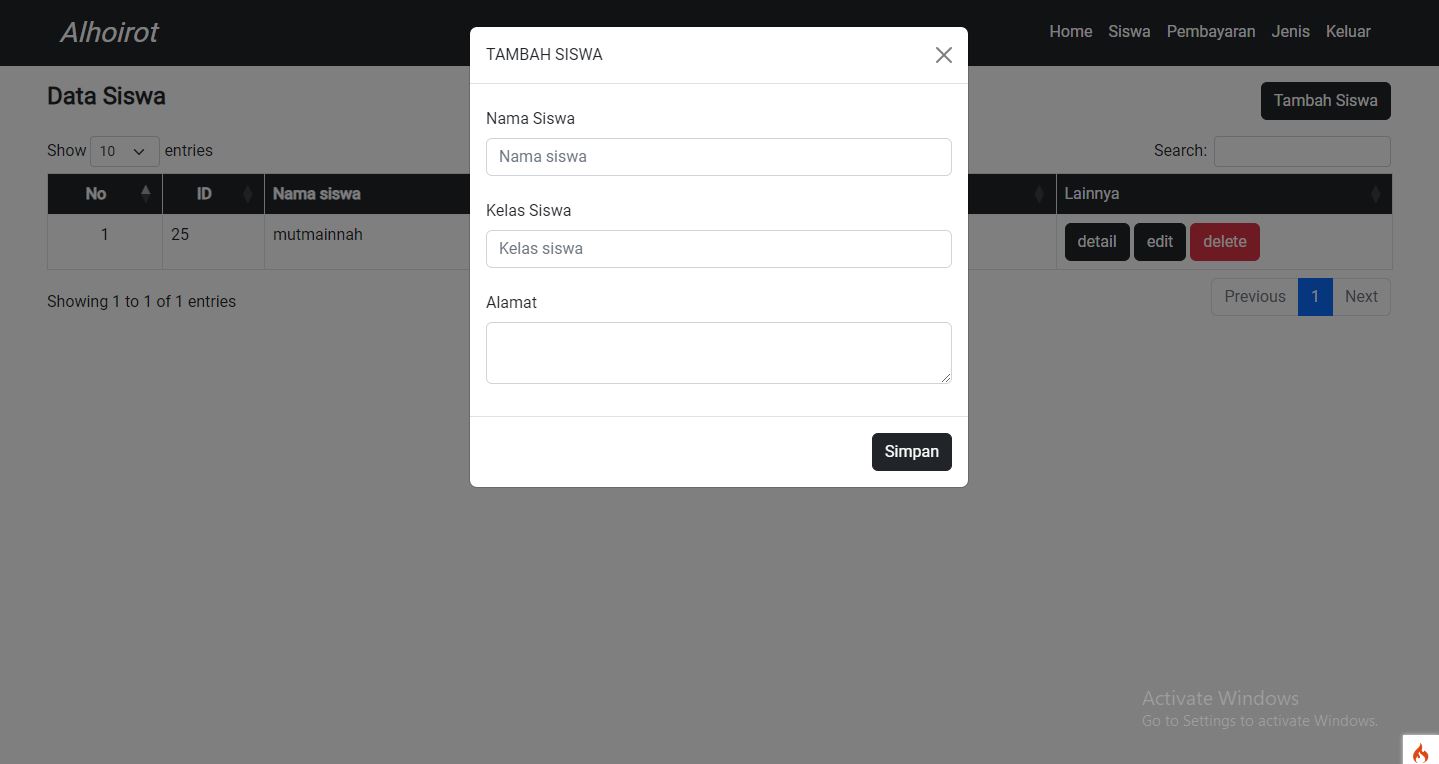 Alhoirot
Home Siswa Pembayaran Jenis Keluar
TAMBAH SISWA
Data Siswa
Tambah Siswa
Nama Siswa
Nama siswa
Show 10 entries
Search:
No ID Nama siswa Lainnya
1 25 mutmainnah detail edit delete
Kelas Siswa
Kelas siswa
Showing 1 to 1 of 1 entries
Previous 1 Next
Alamat
Simpan
Activate Windows
Go to Settings to activate Windows.